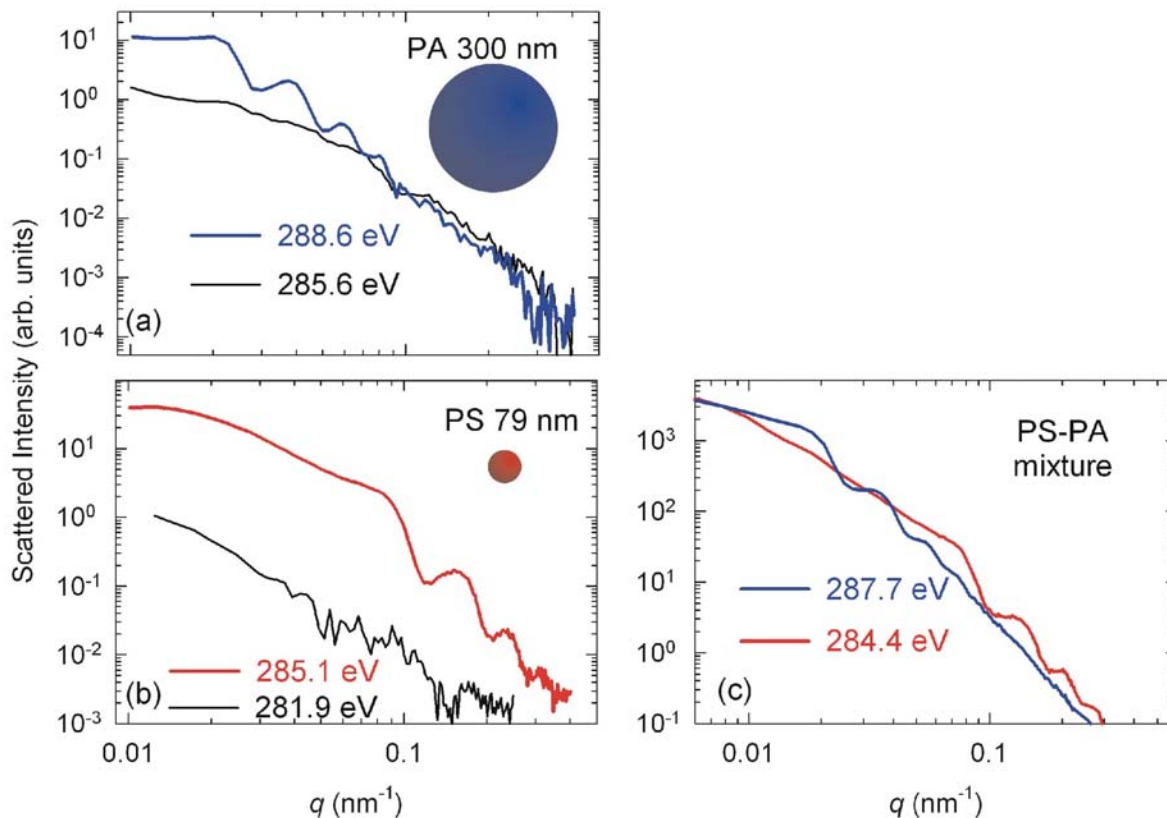 Scattered Intensity (arb. units)
10¹
10⁰
10⁻¹
10⁻²
10⁻³
10⁻⁴
PA 300 nm
288.6 eV
285.6 eV
(a)
10¹
10⁰
10⁻¹
10⁻²
10⁻³
PS 79 nm
285.1 eV
281.9 eV
(b)
0.01
0.1
q (nm⁻¹)
10³
10²
10¹
10⁰
10⁻¹
PS-PA
mixture
287.7 eV
284.4 eV
(c)
0.01
0.1
q (nm⁻¹)